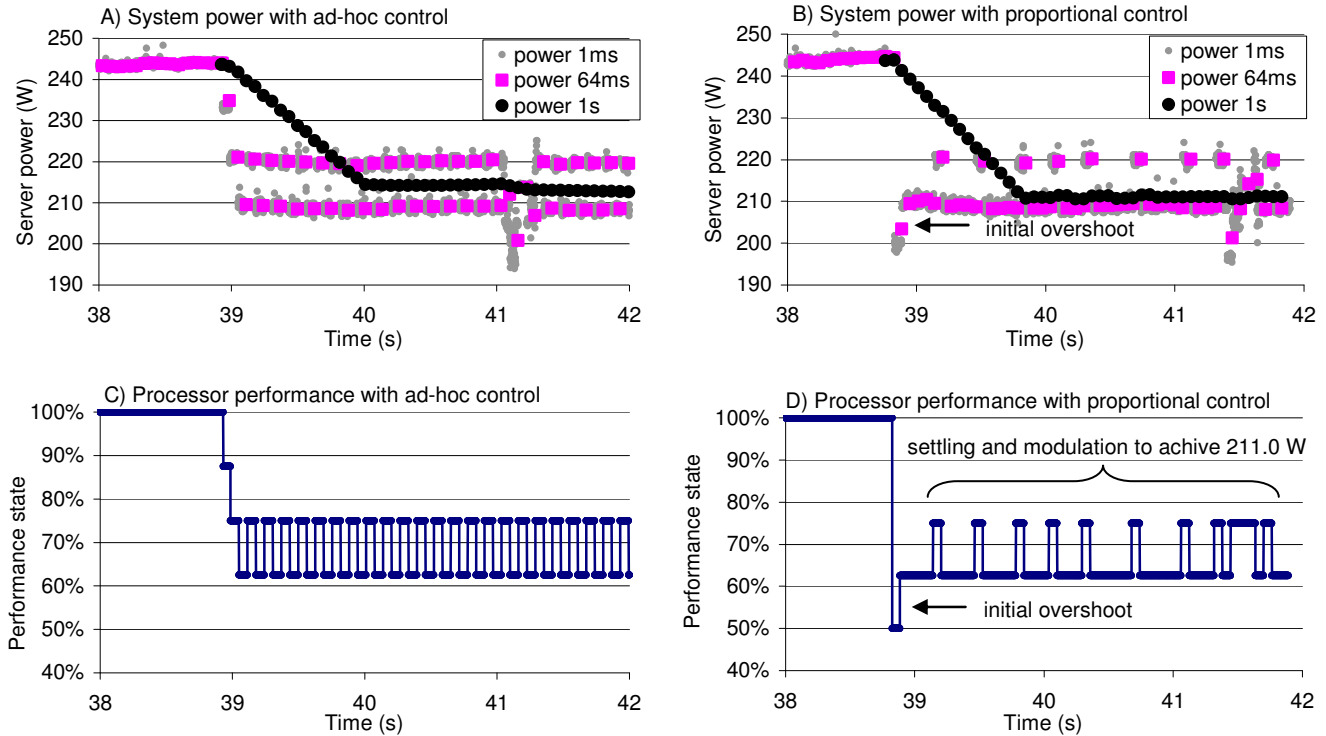 A) System power with ad-hoc control
250
240
230
220
210
200
190
Server power (W)
power 1ms
power 64ms
power 1s
38
39
40
41
42
Time (s)
B) System power with proportional control
250
240
230
220
210
200
190
Server power (W)
power 1ms
power 64ms
power 1s
initial overshoot
38
39
40
41
42
Time (s)
C) Processor performance with ad-hoc control
100%
90%
80%
70%
60%
50%
40%
Performance state
38
39
40
41
42
Time (s)
D) Processor performance with proportional control
100%
90%
80%
70%
60%
50%
40%
Performance state
settling and modulation to achive 211.0 W
initial overshoot
38
39
40
41
42
Time (s)